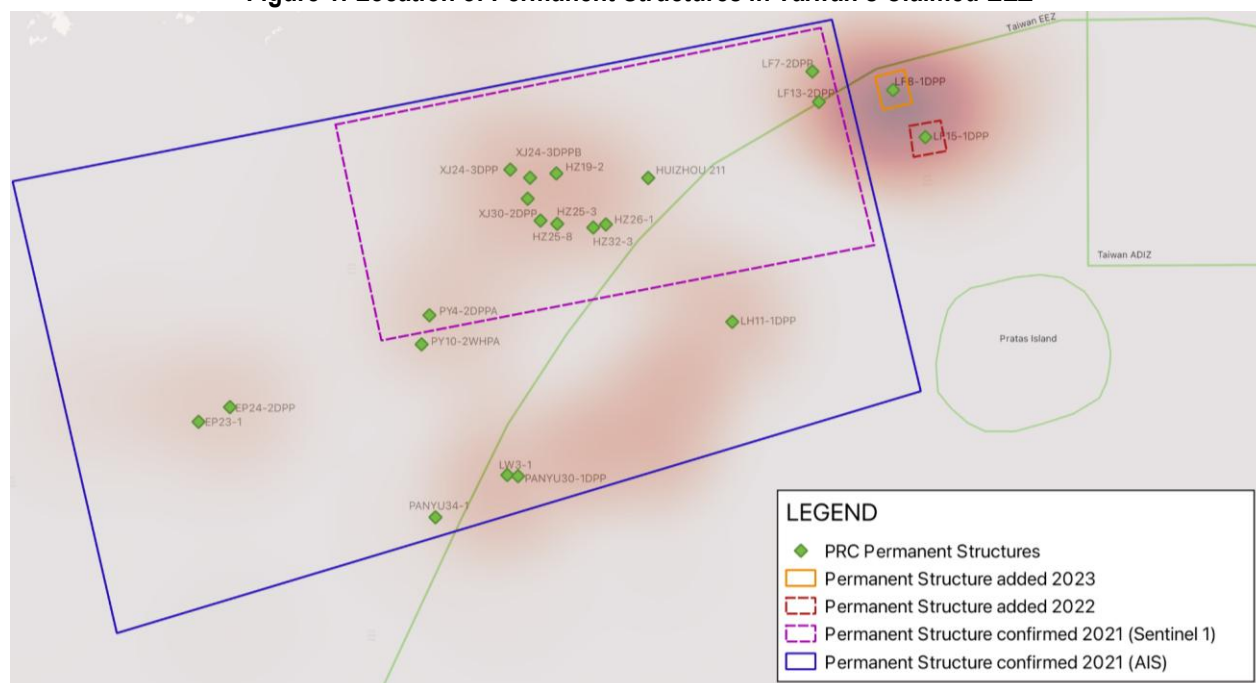 Figure 1. Location of Permanent Structures in Taiwan's Claimed EEZ
Taiwan EEZ
LF7-2DPP
LF8-1DPP
LF13-2DPP
LF15-1DPP
XJ24-3DPPB
XJ24-3DPP
HZ19-2
HUIZHOU 211
XJ30-2DPP
HZ25-3
HZ26-1
HZ25-8
HZ32-3
Taiwan ADIZ
PY4-2DPPA
LH11-1DPP
Pratas Island
PY10-2WHPA
EP24-2DPP
EP23-1
LW3-1
PANYU30-1DPP
PANYU34-1
LEGEND
PRC Permanent Structures
Permanent Structure added 2023
Permanent Structure added 2022
Permanent Structure confirmed 2021 (Sentinel 1)
Permanent Structure confirmed 2021 (AIS)